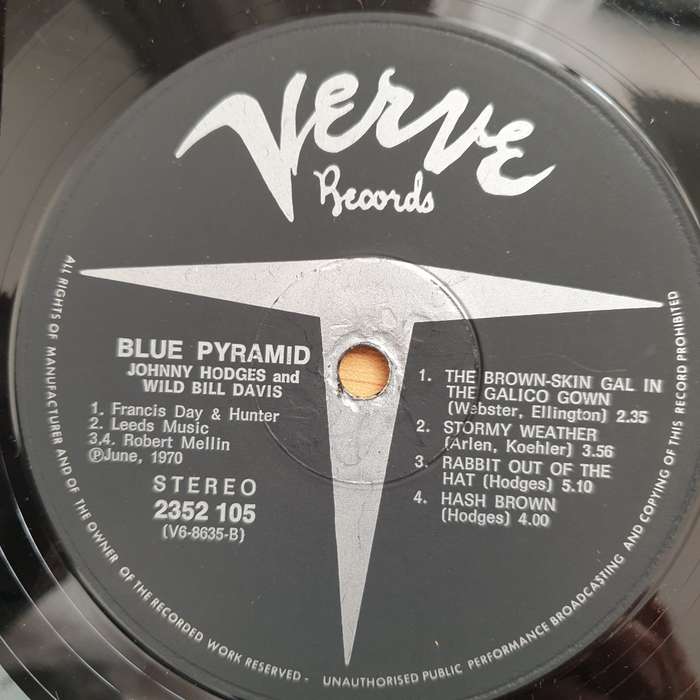 Verve
Records
BLUE PYRAMID
JOHNNY HODGES and
WILD BILL DAVIS
1. Francis Day & Hunter
2. Leeds Music
3.4. Robert Mellin
Ⓟ June, 1970
STEREO
2352 105
(V6-8635-B)
1. THE BROWN-SKIN GAL IN
THE GALICO GOWN
(Webster, Ellington) 2.35
2. STORMY WEATHER
(Arlen, Koehler) 3.56
3. RABBIT OUT OF THE
HAT (Hodges) 5.10
4. HASH BROWN
(Hodges) 4.00
ALL RIGHTS OF MANUFACTURER AND OF THE OWNER OF THE RECORDED WORK RESERVED - UNAUTHORISED PUBLIC PERFORMANCE BROADCASTING AND COPYING OF THIS RECORD PROHIBITED